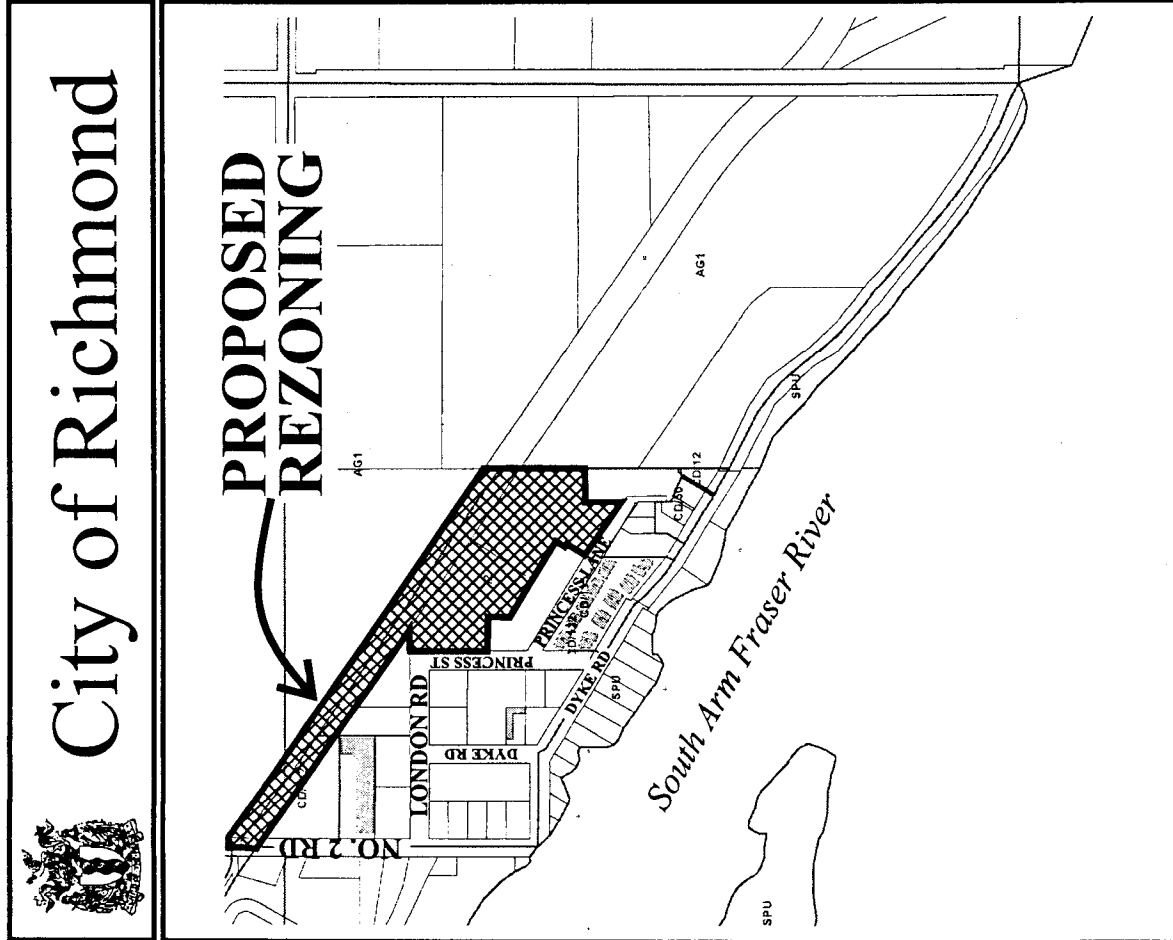 City of Richmond
PROPOSED
REZONING
AG1
AG1
SPU
PRINCESS LANE
PRINCESS ST
LONDON RD
DYKE RD
DYKE RD
NO. 2 RD
SPU
South Arm Fraser River
SPU